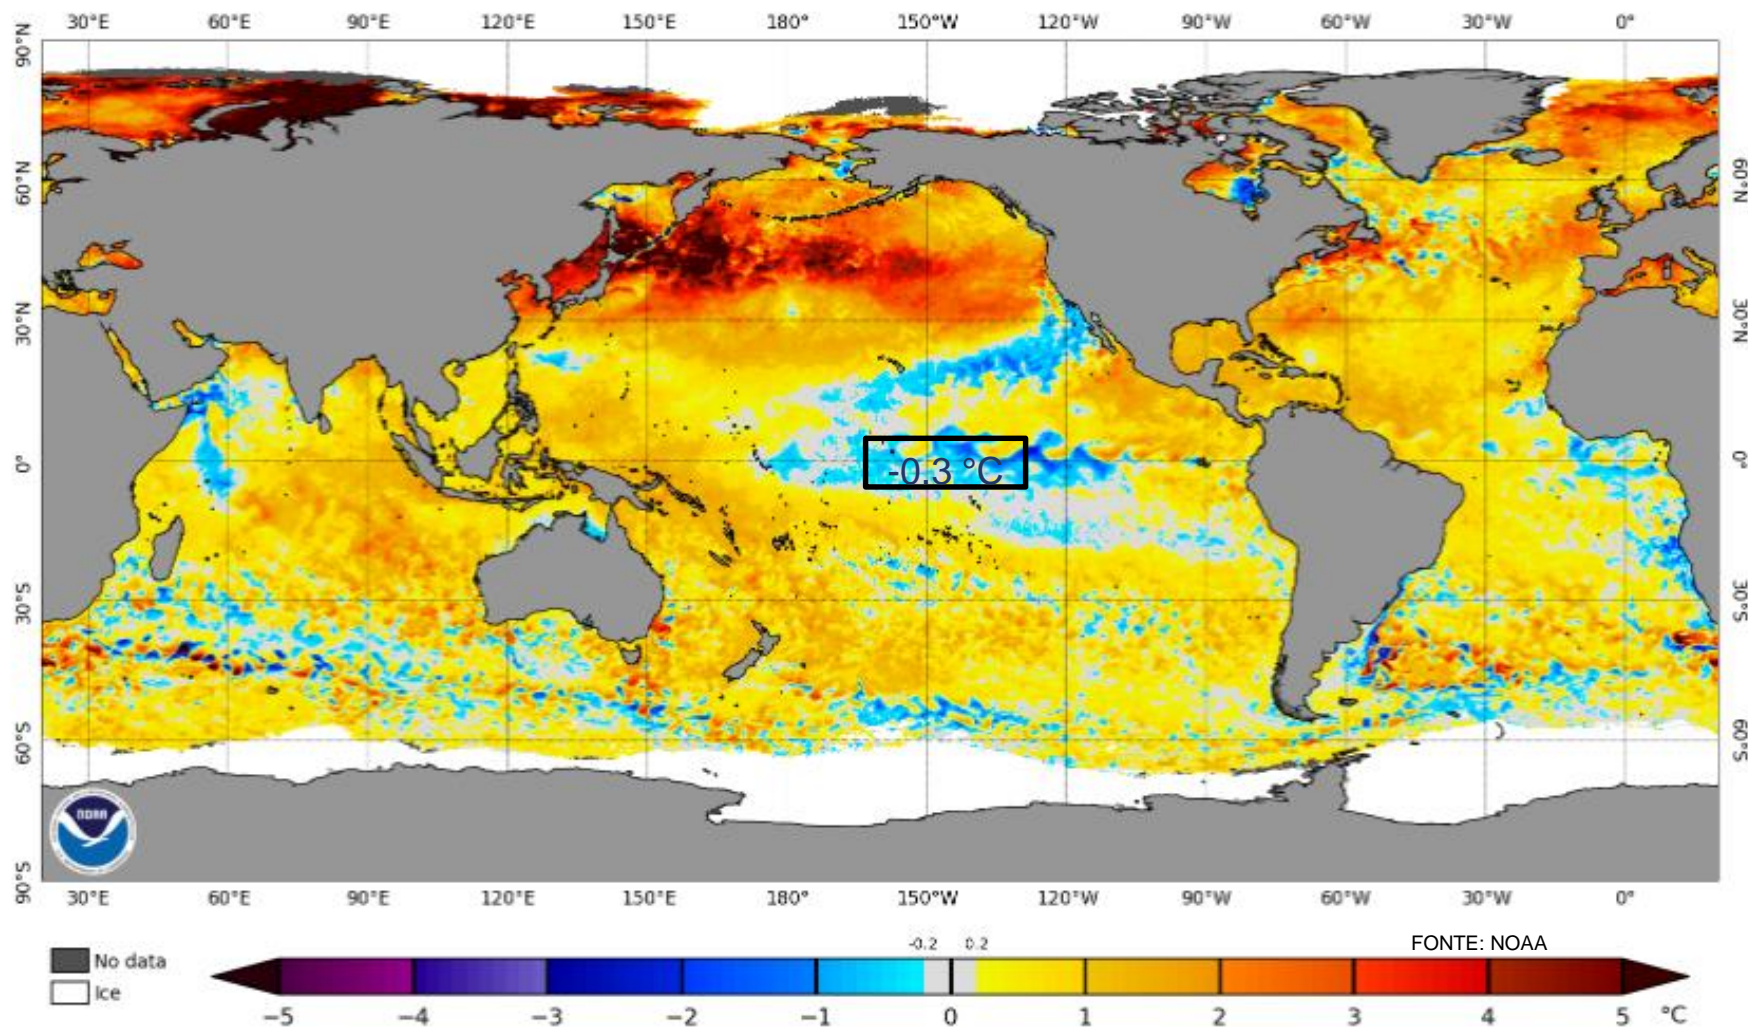 30°E 60°E 90°E 120°E 150°E 180° 150°W 120°W 90°W 60°W 30°W 0°
90°N
60°N 60°N
30°N 30°N
0° 0°
-0.3 °C
30°S 30°S
60°S 60°S
NOAA
90°S
30°E 60°E 90°E 120°E 150°E 180° 150°W 120°W 90°W 60°W 30°W 0°
-0.2 0.2 FONTE: NOAA
No data
Ice
−5 −4 −3 −2 −1 0 1 2 3 4 5 °C